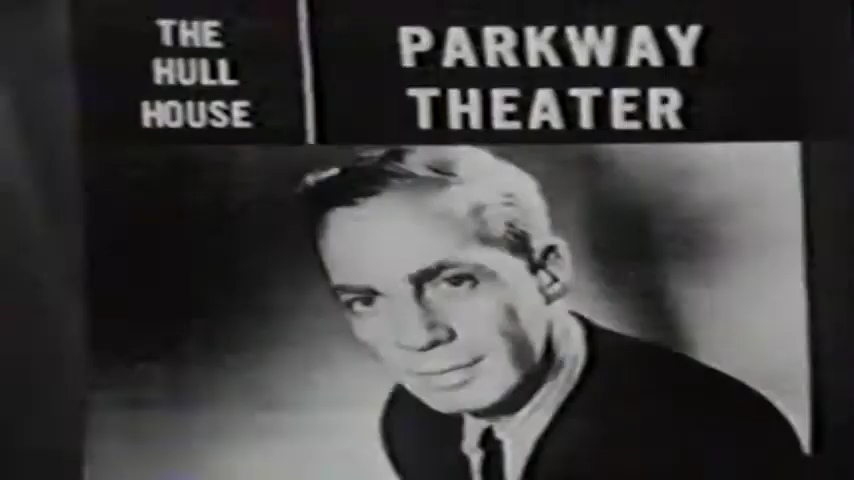 THE
HULL
HOUSE
PARKWAY
THEATER